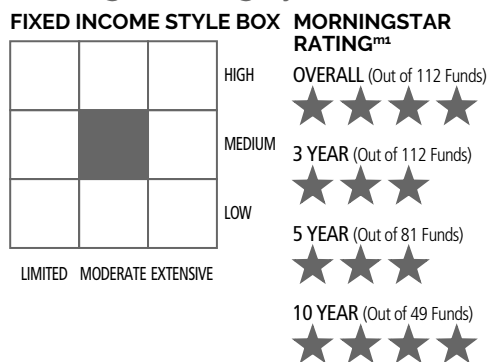 FIXED INCOME STYLE BOX
HIGH
MEDIUM
LOW
LIMITED MODERATE EXTENSIVE
MORNINGSTAR
RATINGᵐ¹
OVERALL (Out of 112 Funds)
3 YEAR (Out of 112 Funds)
5 YEAR (Out of 81 Funds)
10 YEAR (Out of 49 Funds)